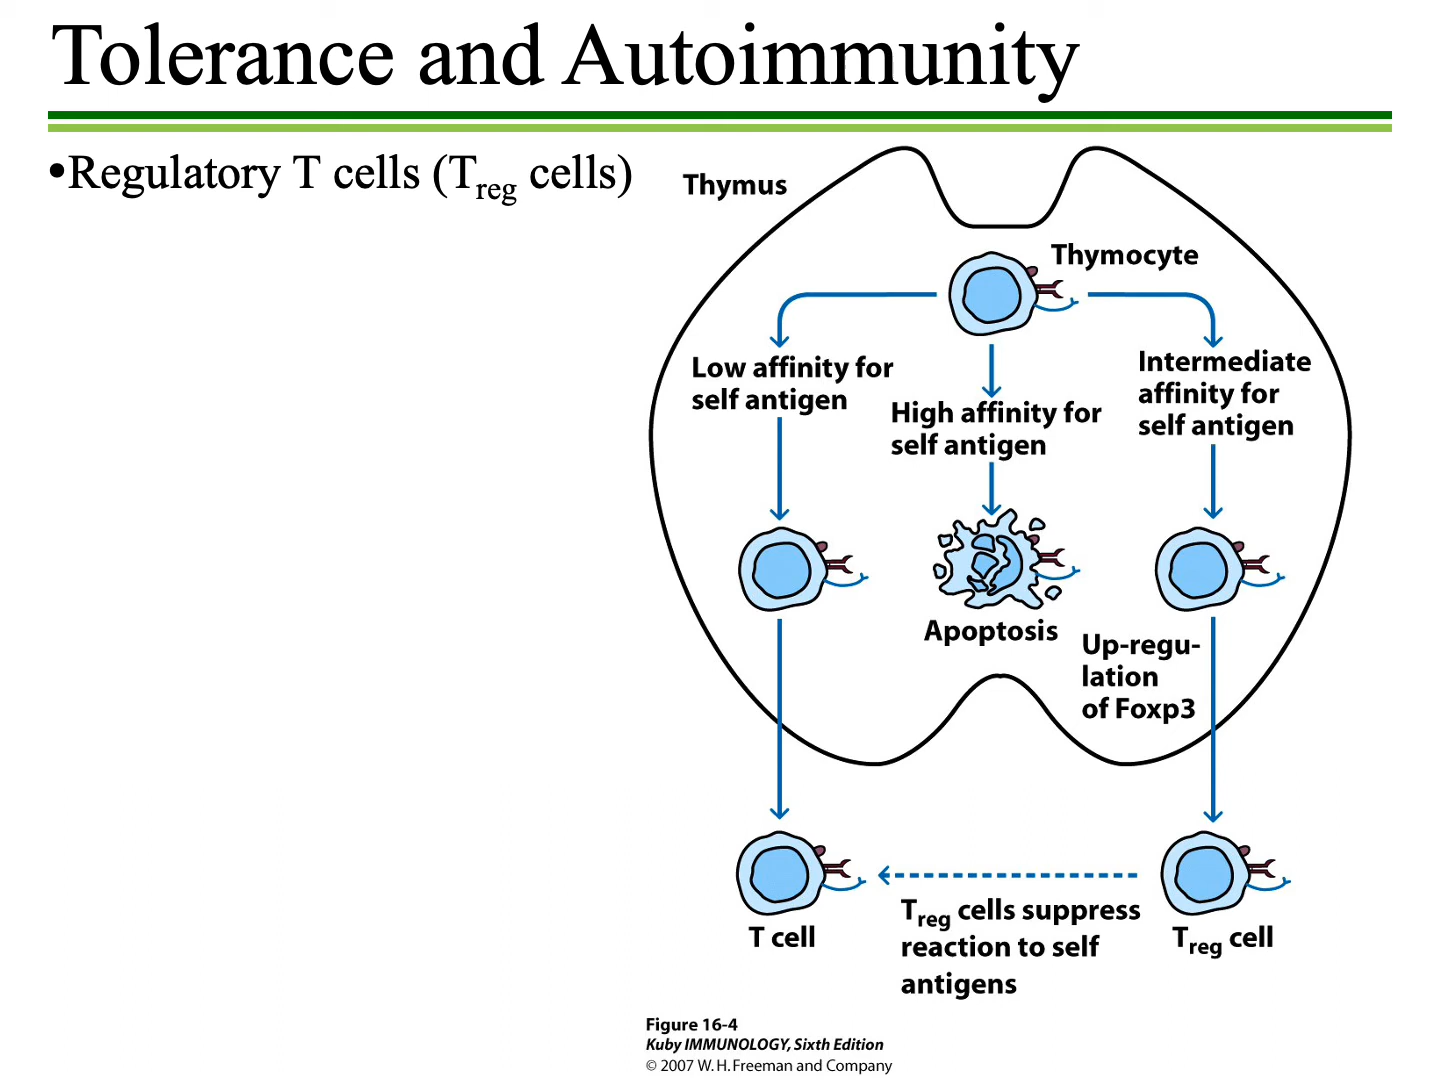 Tolerance and Autoimmunity
•Regulatory T cells (Treg cells)
Thymus
Thymocyte
Low affinity for
self antigen
High affinity for
self antigen
Intermediate
affinity for
self antigen
Apoptosis
Up-regu-
lation
of Foxp3
T cell
Treg cells suppress
reaction to self
antigens
Treg cell
Figure 16-4
Kuby IMMUNOLOGY, Sixth Edition
© 2007 W. H. Freeman and Company